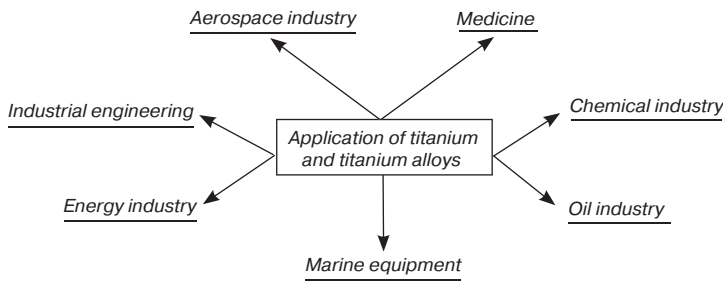 Aerospace industry
Medicine
Industrial engineering
Chemical industry
Application of titanium
and titanium alloys
Energy industry
Oil industry
Marine equipment